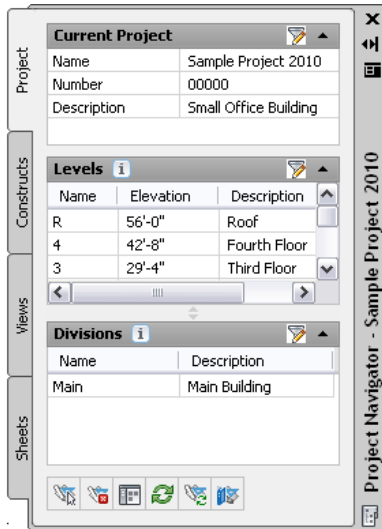 Current Project
Name Sample Project 2010
Number 00000
Description Small Office Building
Levels i
Name Elevation Description
R 56'-0" Roof
4 42'-8" Fourth Floor
3 29'-4" Third Floor
Divisions i
Name Description
Main Main Building
Project
Constructs
Views
Sheets
Project Navigator - Sample Project 2010